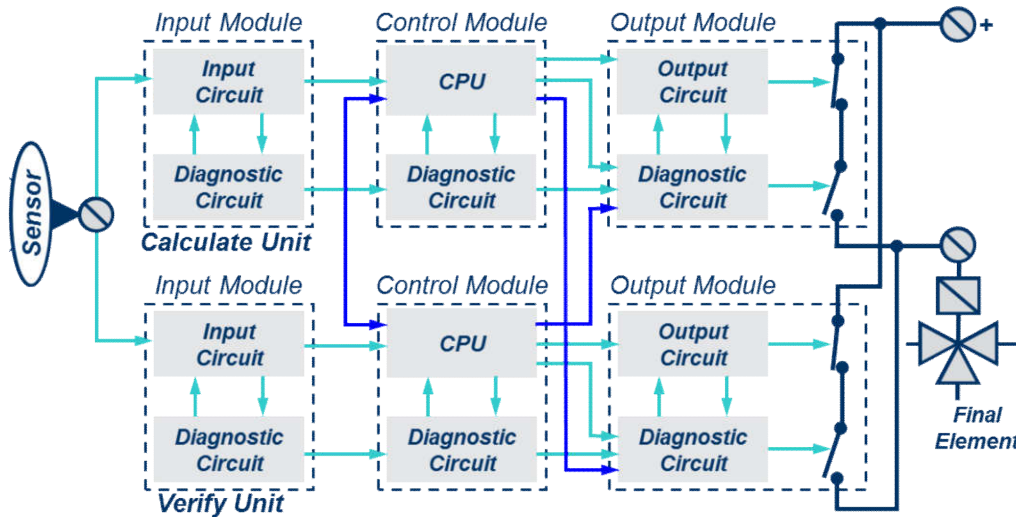 Input Module
Control Module
Output Module
+
Input
Circuit
CPU
Output
Circuit
Sensor
Diagnostic
Circuit
Diagnostic
Circuit
Diagnostic
Circuit
Calculate Unit
Input Module
Control Module
Output Module
Input
Circuit
CPU
Output
Circuit
Diagnostic
Circuit
Diagnostic
Circuit
Diagnostic
Circuit
Final
Element
Verify Unit